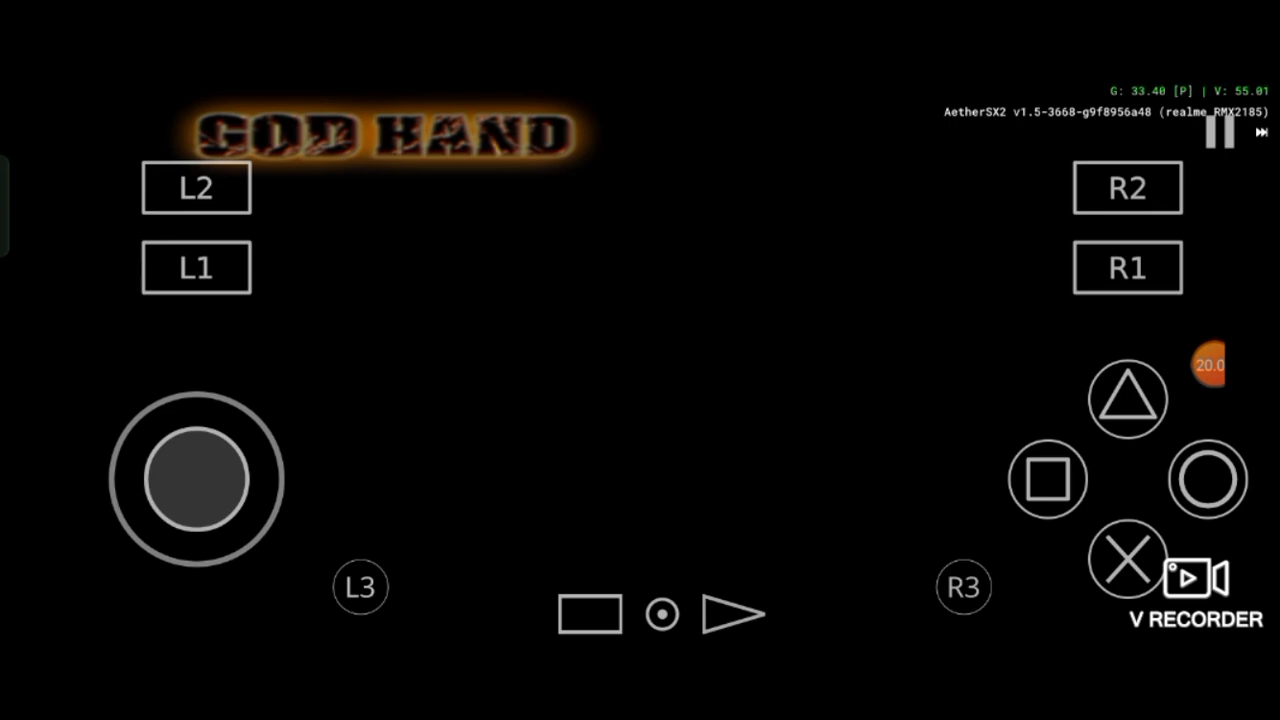 G: 33.40 [P] | V: 55.01
AetherSX2 v1.5-3668-g9f8956a48 (realme RMX2185)
GOD HAND
L2
R2
L1
R1
20.0
L3
R3
V RECORDER